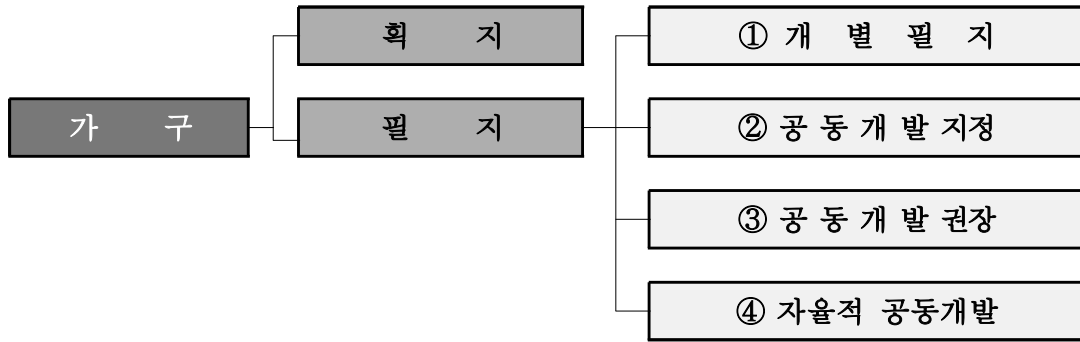 획 지
① 개 별 필 지
가 구
필 지
② 공 동 개 발 지정
③ 공 동 개 발 권장
④ 자율적 공동개발